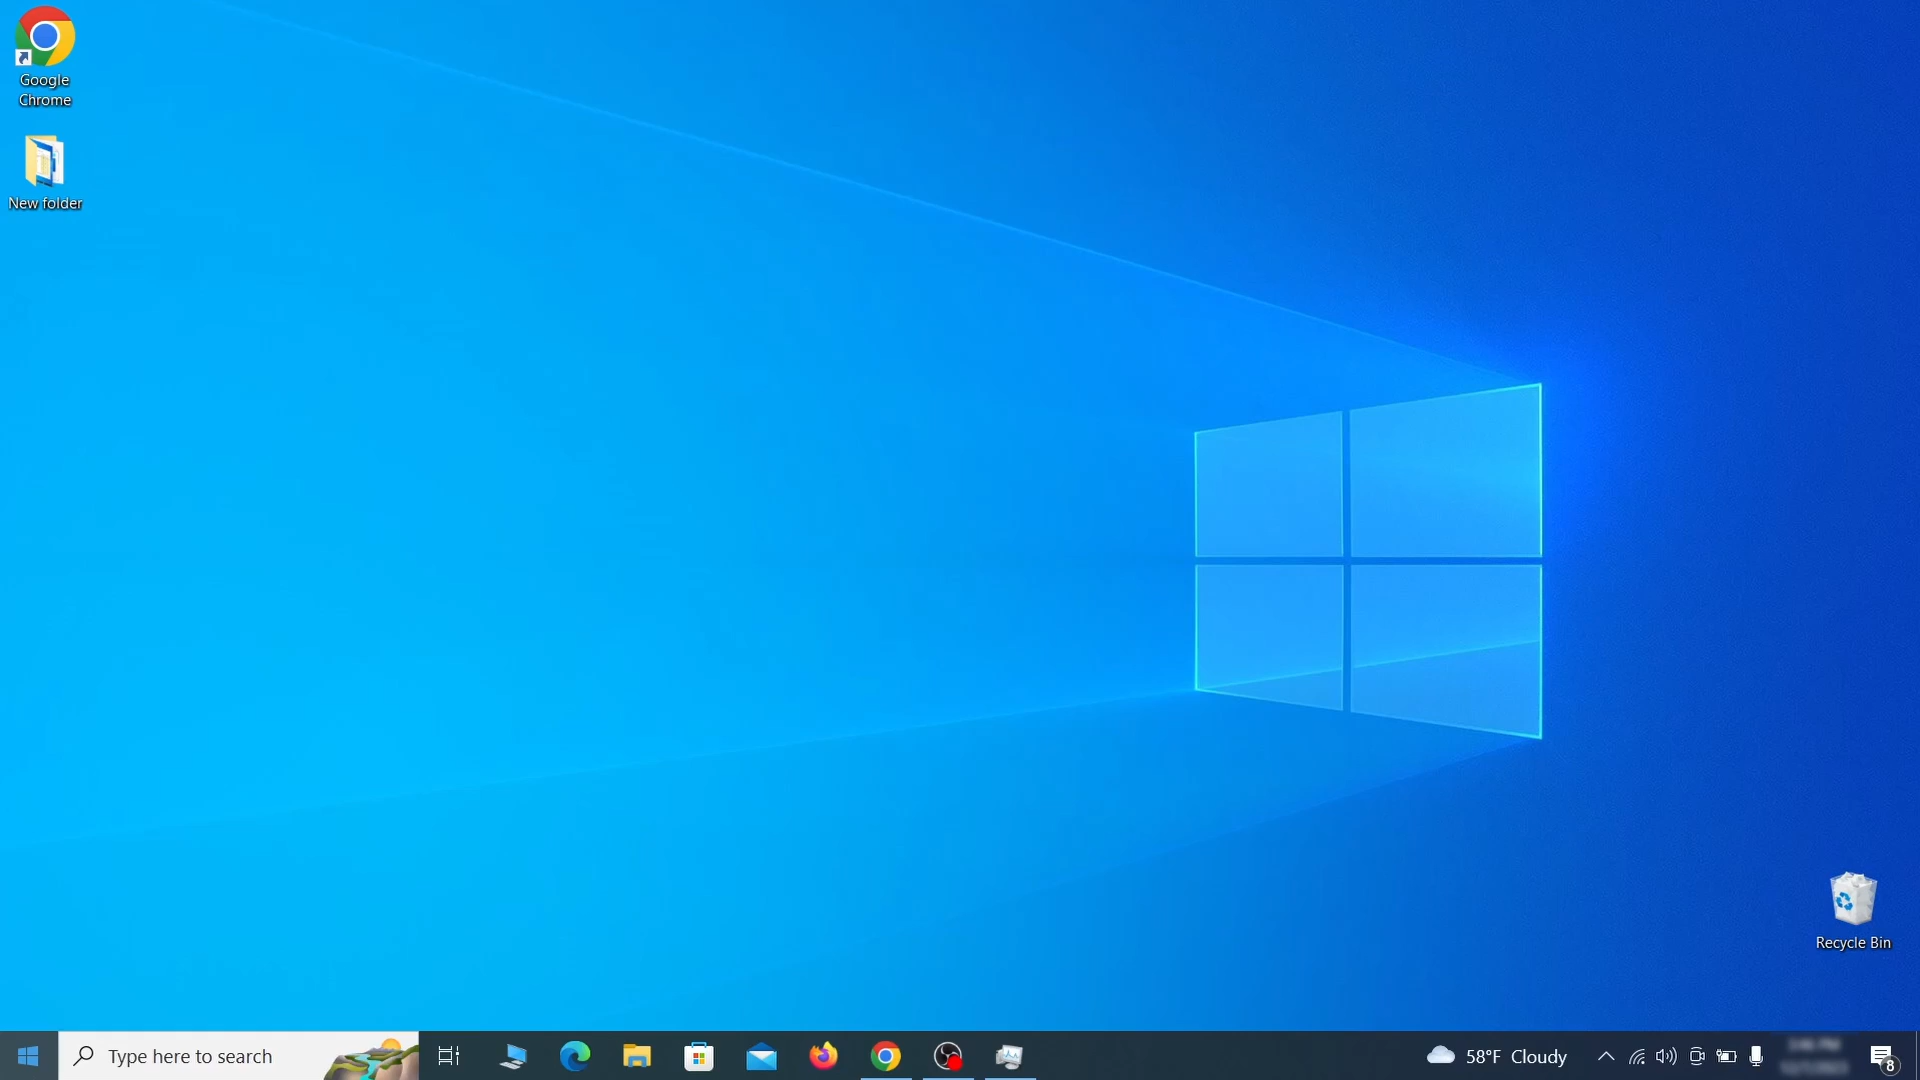 Google
Chrome
New folder
Recycle Bin
Type here to search
58°F Cloudy
8